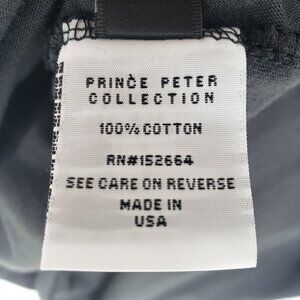 PRINCE PETER
COLLECTION
100% COTTON
RN#152664
SEE CARE ON REVERSE
MADE IN
USA